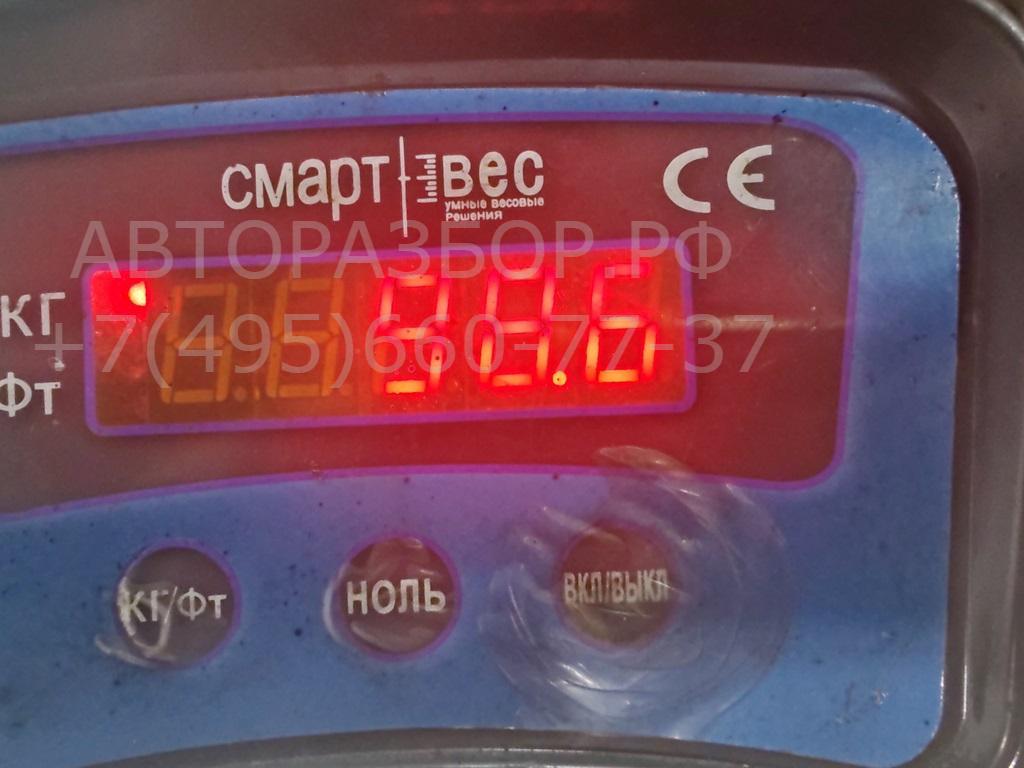 СМАРТ ВЕС
умные весовые
решения
CE
АВТОРАЗБОР.РФ
98.6
КГ
+7(495)660-77-37
ФТ
КГ/ФТ
НОЛЬ
ВКЛ/ВЫКЛ